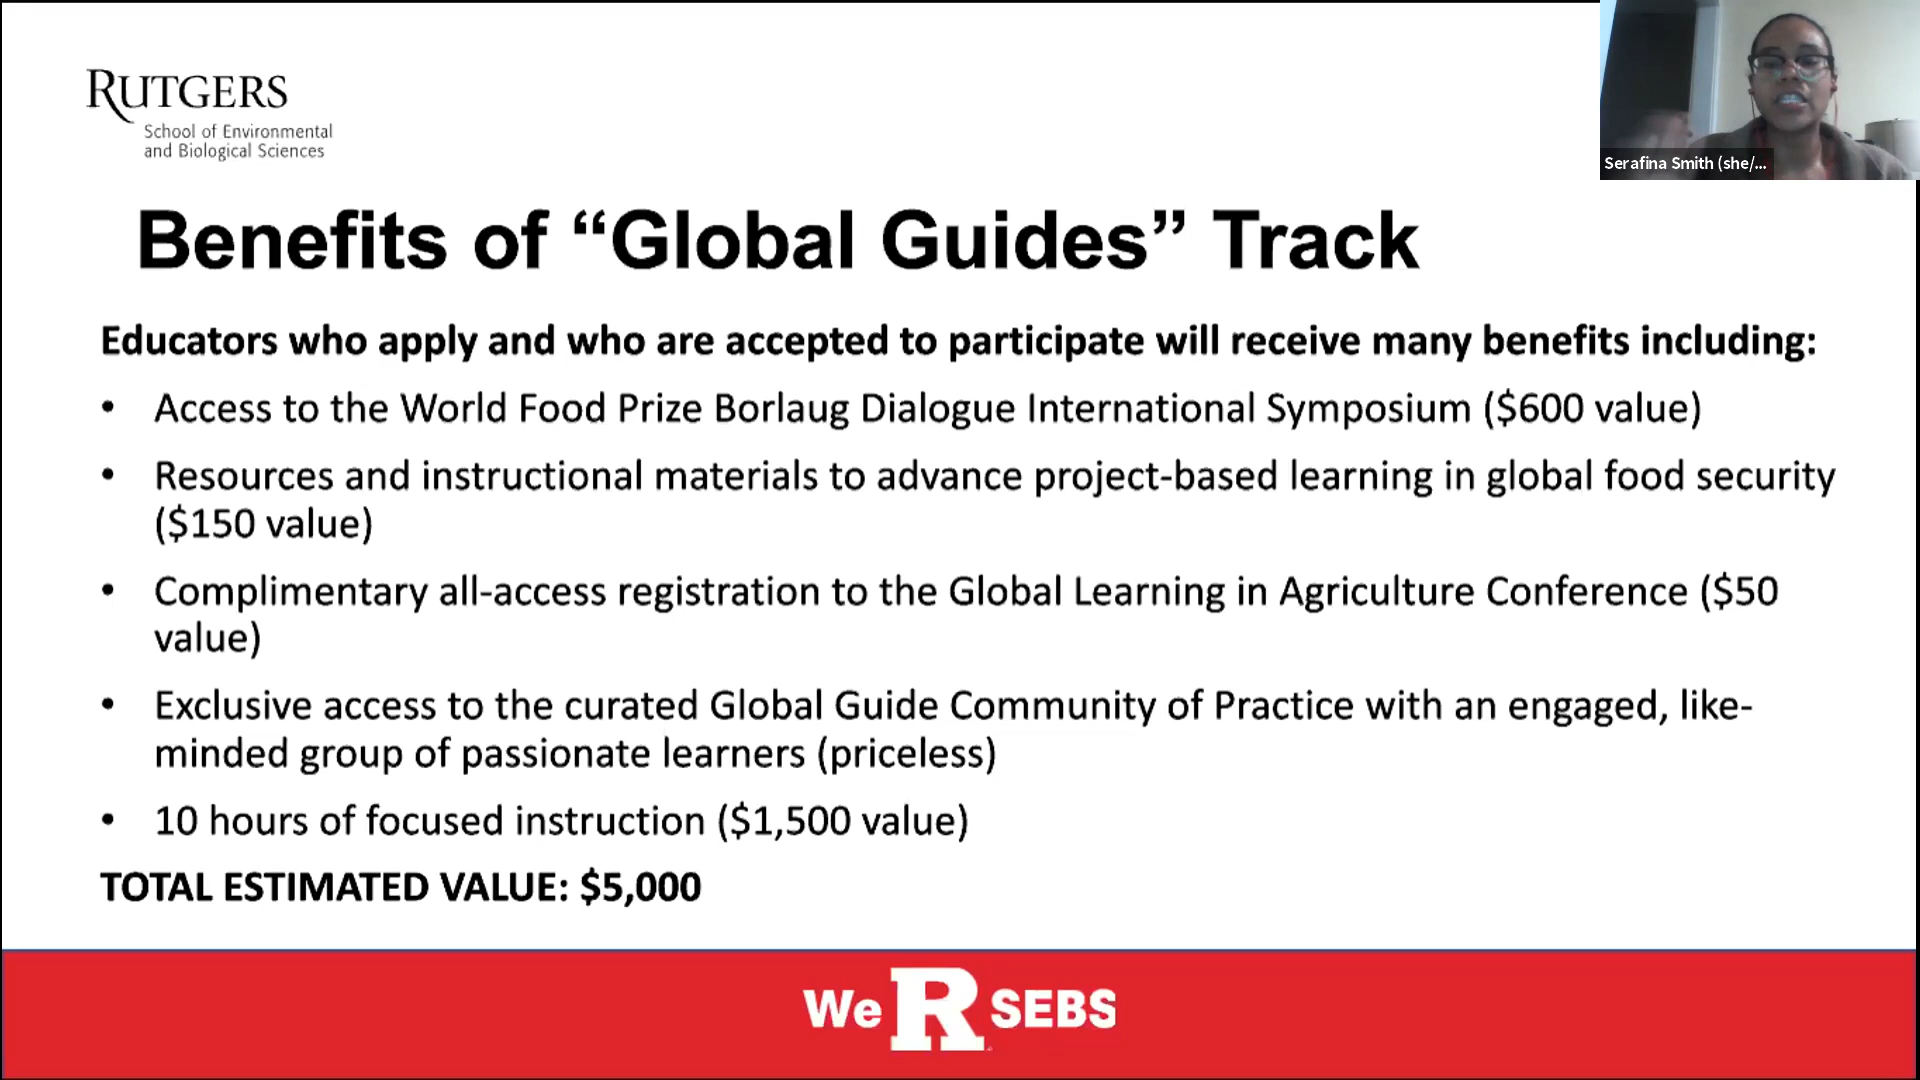 RUTGERS
School of Environmental
and Biological Sciences
Serafina Smith (she/...
Benefits of “Global Guides” Track
Educators who apply and who are accepted to participate will receive many benefits including:
• Access to the World Food Prize Borlaug Dialogue International Symposium ($600 value)
• Resources and instructional materials to advance project-based learning in global food security
($150 value)
• Complimentary all-access registration to the Global Learning in Agriculture Conference ($50
value)
• Exclusive access to the curated Global Guide Community of Practice with an engaged, like-
minded group of passionate learners (priceless)
• 10 hours of focused instruction ($1,500 value)
TOTAL ESTIMATED VALUE: $5,000
We R SEBS